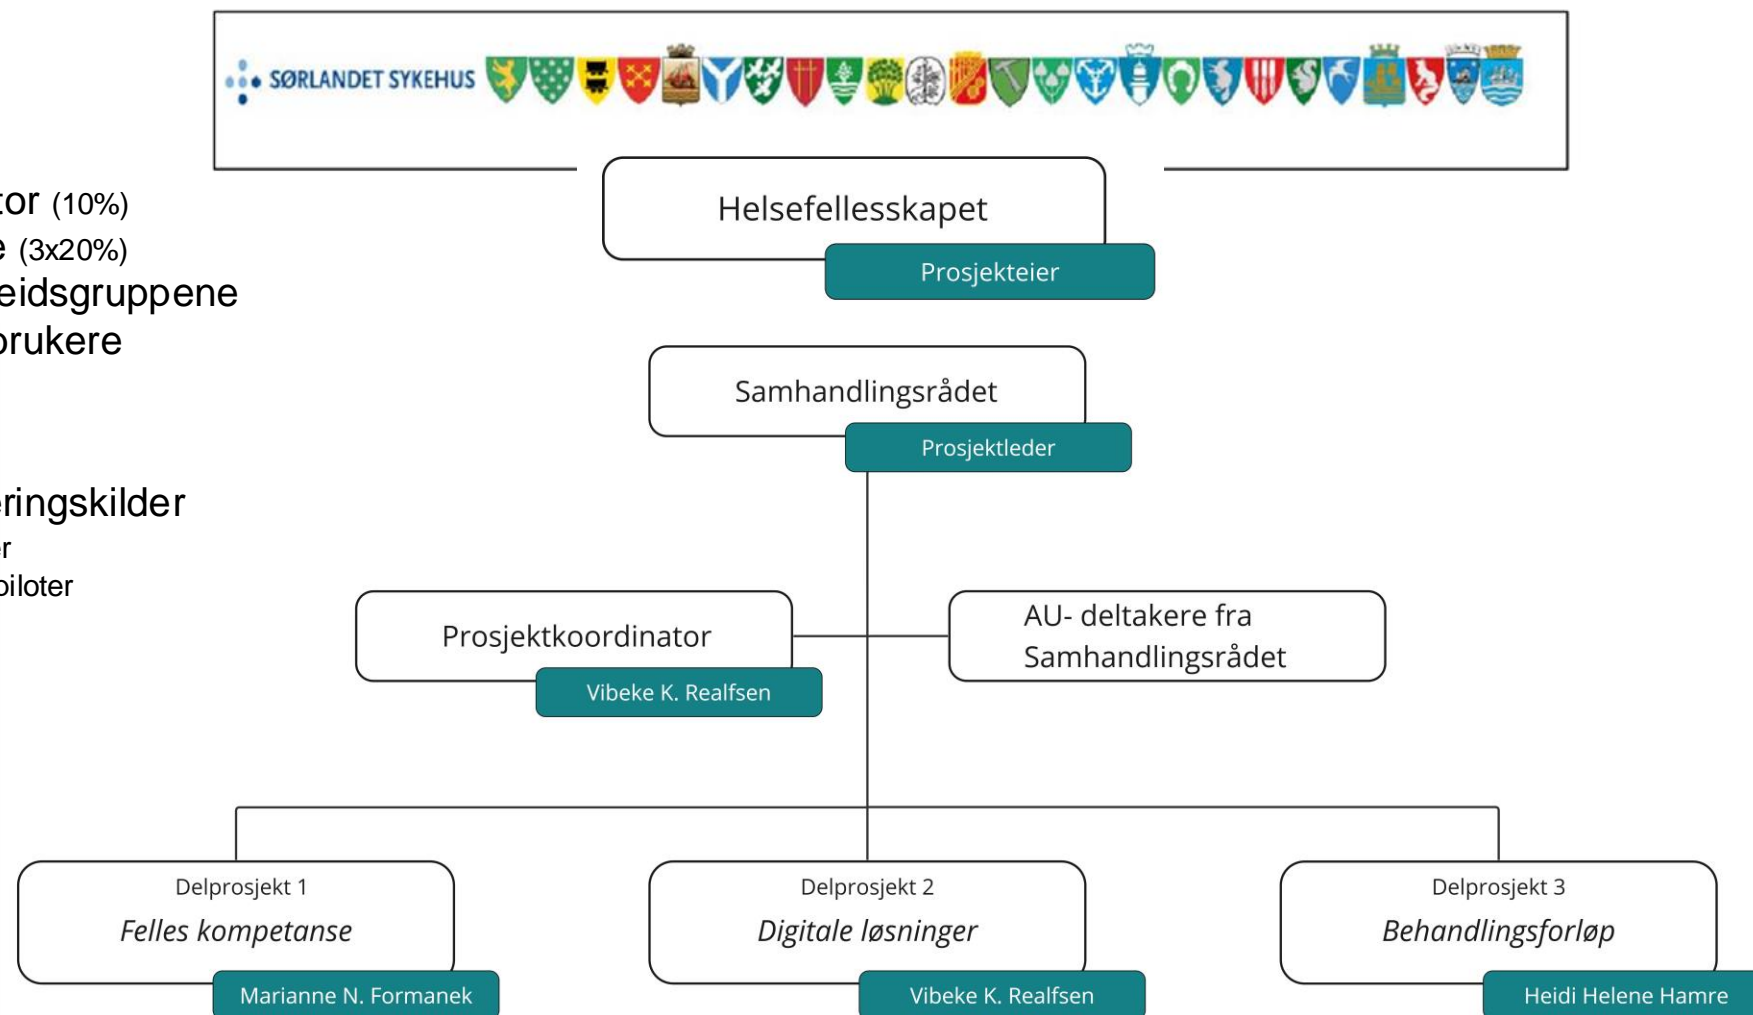 SØRLANDET SYKEHUS
tor (10%)
e (3x20%)
eidsgruppene
brukere
eringskilder
er
piloter
Helsefellesskapet
Prosjekteier
Samhandlingsrådet
Prosjektleder
Prosjektkoordinator
Vibeke K. Realfsen
AU- deltakere fra
Samhandlingsrådet
Delprosjekt 1
Felles kompetanse
Marianne N. Formanek
Delprosjekt 2
Digitale løsninger
Vibeke K. Realfsen
Delprosjekt 3
Behandlingsforløp
Heidi Helene Hamre